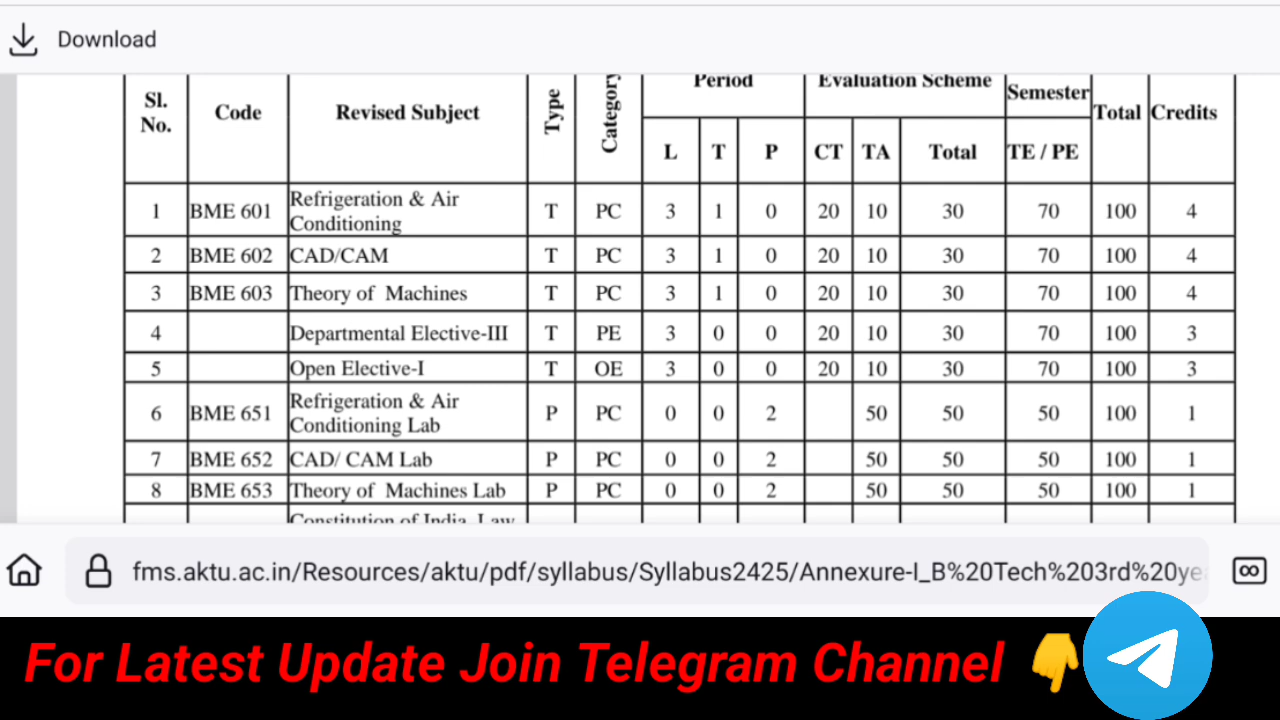 Download
Sl. No. Code Revised Subject Type Category Period Evaluation Scheme Semester Total Credits
L T P CT TA Total TE / PE
1 BME 601 Refrigeration & Air Conditioning T PC 3 1 0 20 10 30 70 100 4
2 BME 602 CAD/CAM T PC 3 1 0 20 10 30 70 100 4
3 BME 603 Theory of Machines T PC 3 1 0 20 10 30 70 100 4
4 Departmental Elective-III T PE 3 0 0 20 10 30 70 100 3
5 Open Elective-I T OE 3 0 0 20 10 30 70 100 3
6 BME 651 Refrigeration & Air Conditioning Lab P PC 0 0 2 50 50 50 100 1
7 BME 652 CAD/ CAM Lab P PC 0 0 2 50 50 50 100 1
8 BME 653 Theory of Machines Lab P PC 0 0 2 50 50 50 100 1
Constitution of India, Law
fms.aktu.ac.in/Resources/aktu/pdf/syllabus/Syllabus2425/Annexure-I_B%20Tech%203rd%20ye
For Latest Update Join Telegram Channel